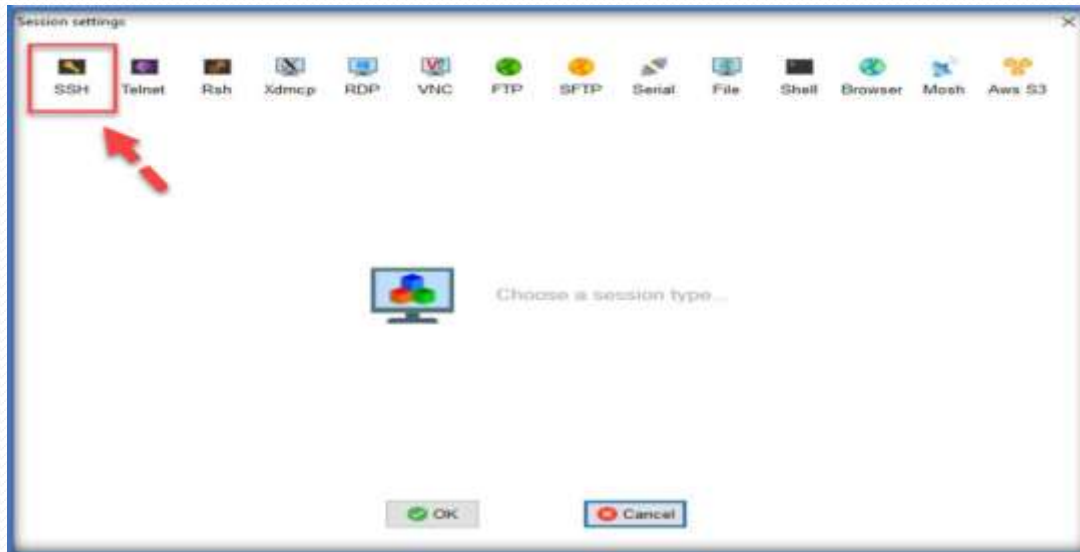 Session settings
SSH Telnet Rsh Xdmcp RDP VNC FTP SFTP Serial File Shell Browser Mosh Aws S3
Choose a session type...
OK Cancel